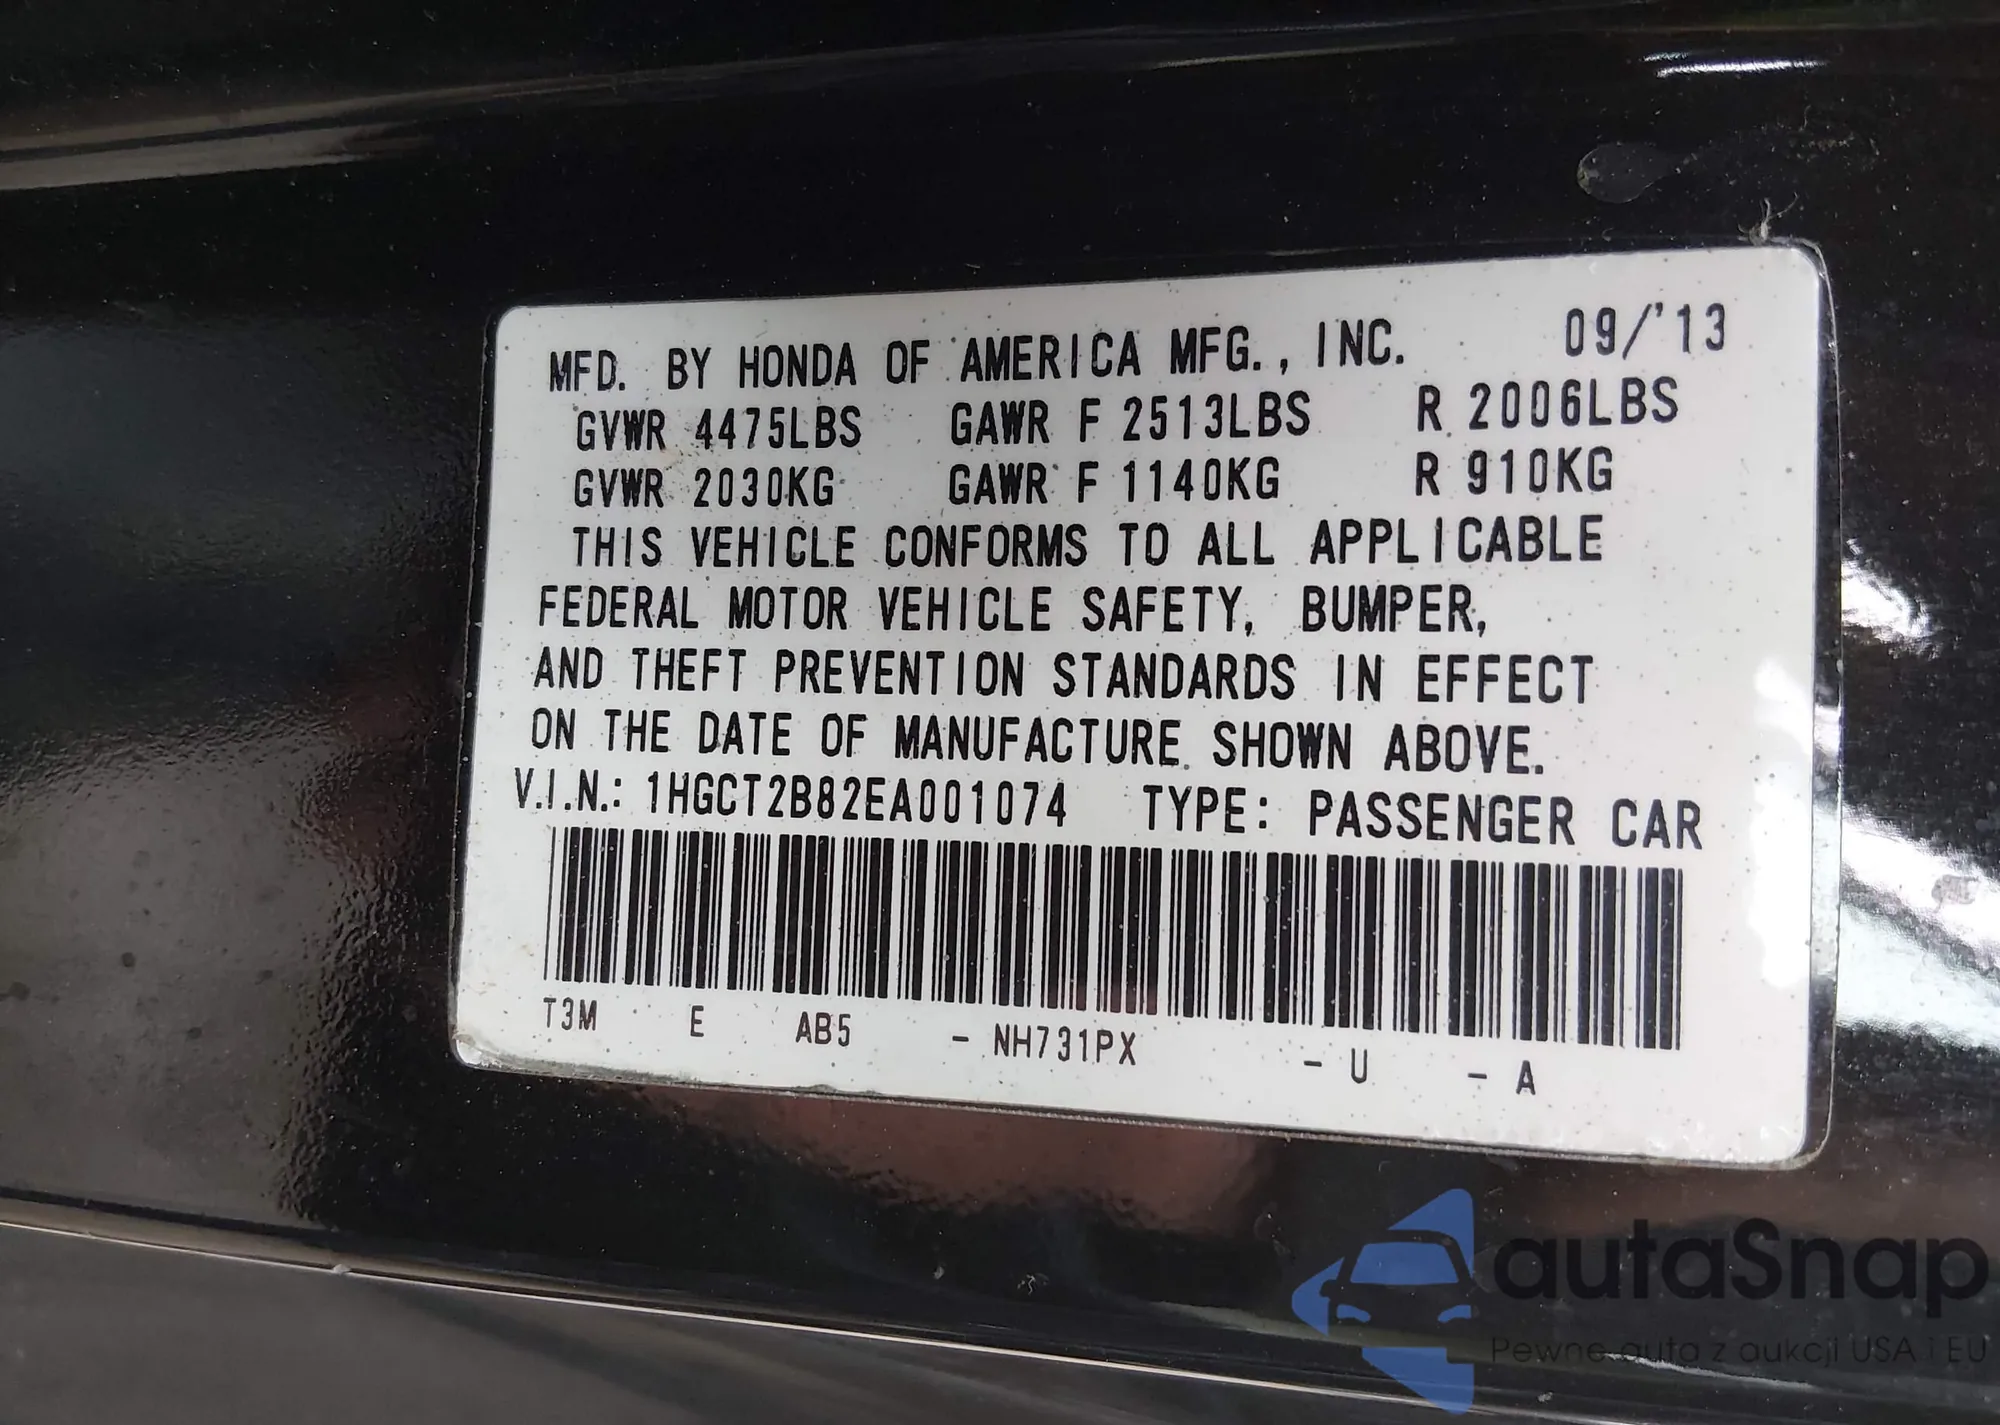 MFD. BY HONDA OF AMERICA MFG., INC. 09/'13
GVWR 4475LBS GAWR F 2513LBS R 2006LBS
GVWR 2030KG GAWR F 1140KG R 910KG
THIS VEHICLE CONFORMS TO ALL APPLICABLE
FEDERAL MOTOR VEHICLE SAFETY, BUMPER,
AND THEFT PREVENTION STANDARDS IN EFFECT
ON THE DATE OF MANUFACTURE SHOWN ABOVE.
V.I.N.: 1HGCT2B82EA001074 TYPE: PASSENGER CAR
T3M E AB5 - NH731PX - U - A
autaSnap
Pewne auta z aukcji USA i EU